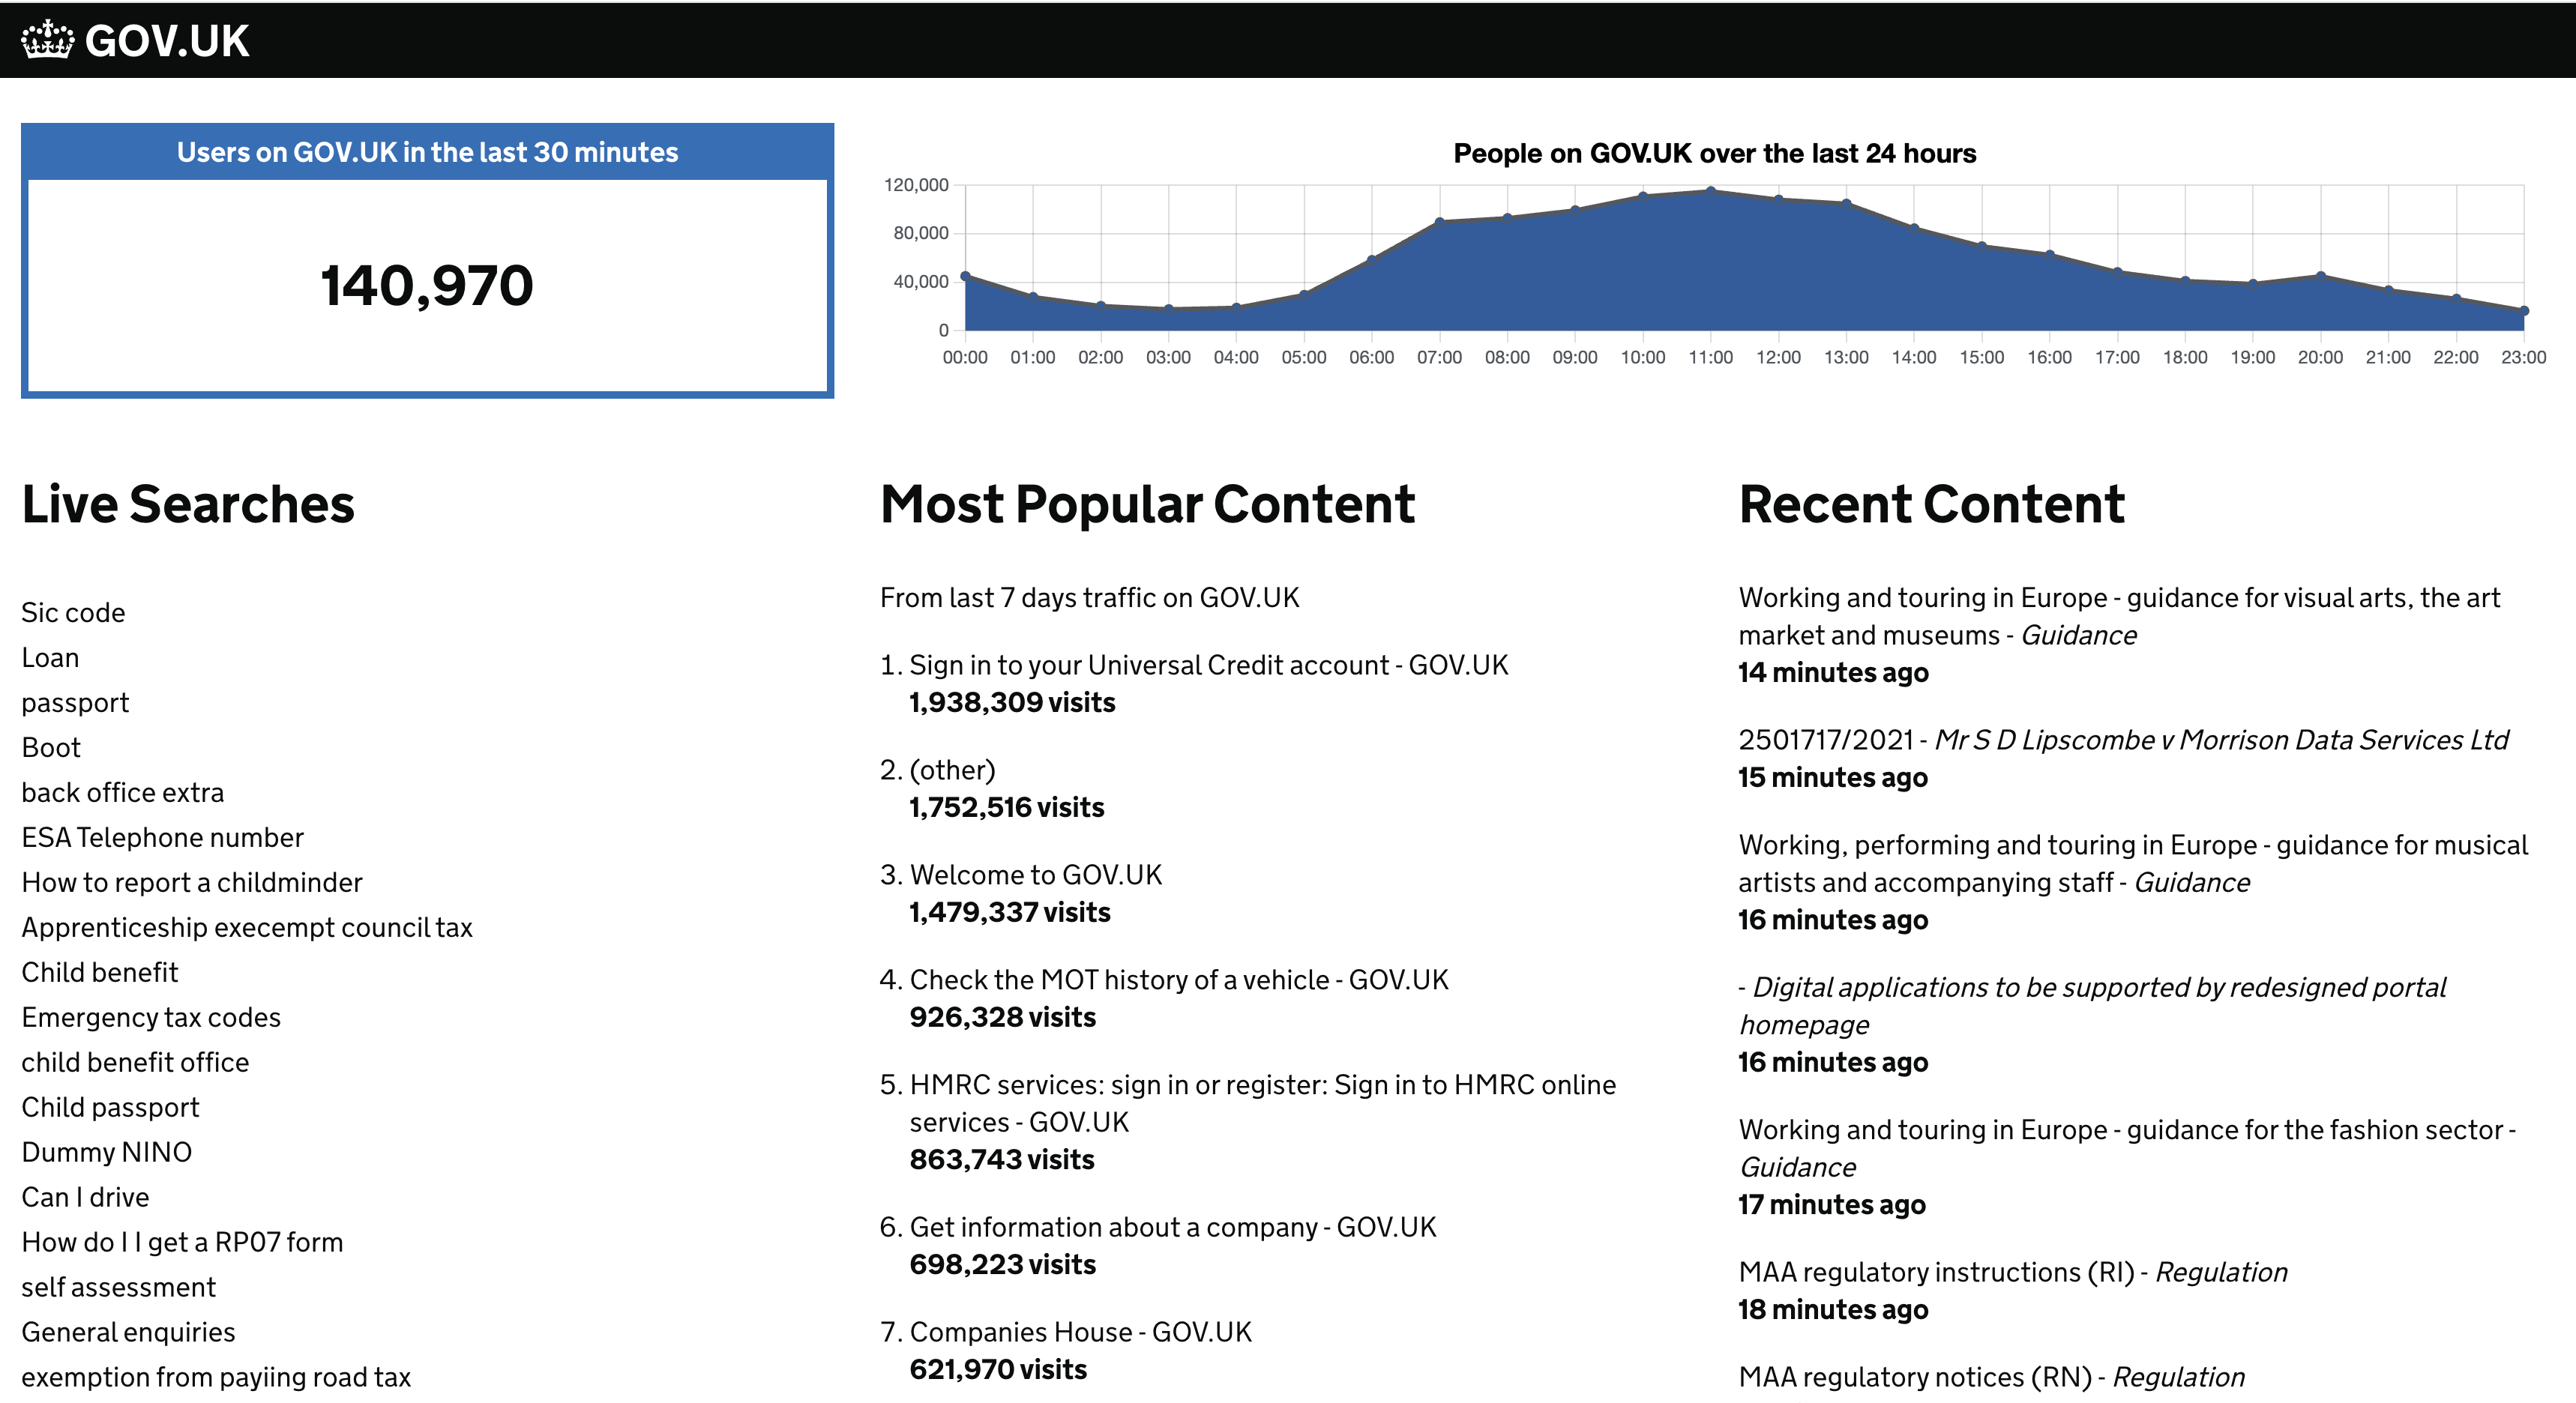 GOV.UK
Users on GOV.UK in the last 30 minutes
140,970
People on GOV.UK over the last 24 hours
120,000
80,000
40,000
0
00:00 01:00 02:00 03:00 04:00 05:00 06:00 07:00 08:00 09:00 10:00 11:00 12:00 13:00 14:00 15:00 16:00 17:00 18:00 19:00 20:00 21:00 22:00 23:00
Live Searches
Sic code
Loan
passport
Boot
back office extra
ESA Telephone number
How to report a childminder
Apprenticeship execempt council tax
Child benefit
Emergency tax codes
child benefit office
Child passport
Dummy NINO
Can I drive
How do I I get a RP07 form
self assessment
General enquiries
exemption from payiing road tax
Most Popular Content
From last 7 days traffic on GOV.UK
1. Sign in to your Universal Credit account - GOV.UK
1,938,309 visits
2. (other)
1,752,516 visits
3. Welcome to GOV.UK
1,479,337 visits
4. Check the MOT history of a vehicle - GOV.UK
926,328 visits
5. HMRC services: sign in or register: Sign in to HMRC online
services - GOV.UK
863,743 visits
6. Get information about a company - GOV.UK
698,223 visits
7. Companies House - GOV.UK
621,970 visits
Recent Content
Working and touring in Europe - guidance for visual arts, the art
market and museums - Guidance
14 minutes ago
2501717/2021 - Mr S D Lipscombe v Morrison Data Services Ltd
15 minutes ago
Working, performing and touring in Europe - guidance for musical
artists and accompanying staff - Guidance
16 minutes ago
- Digital applications to be supported by redesigned portal
homepage
16 minutes ago
Working and touring in Europe - guidance for the fashion sector -
Guidance
17 minutes ago
MAA regulatory instructions (RI) - Regulation
18 minutes ago
MAA regulatory notices (RN) - Regulation